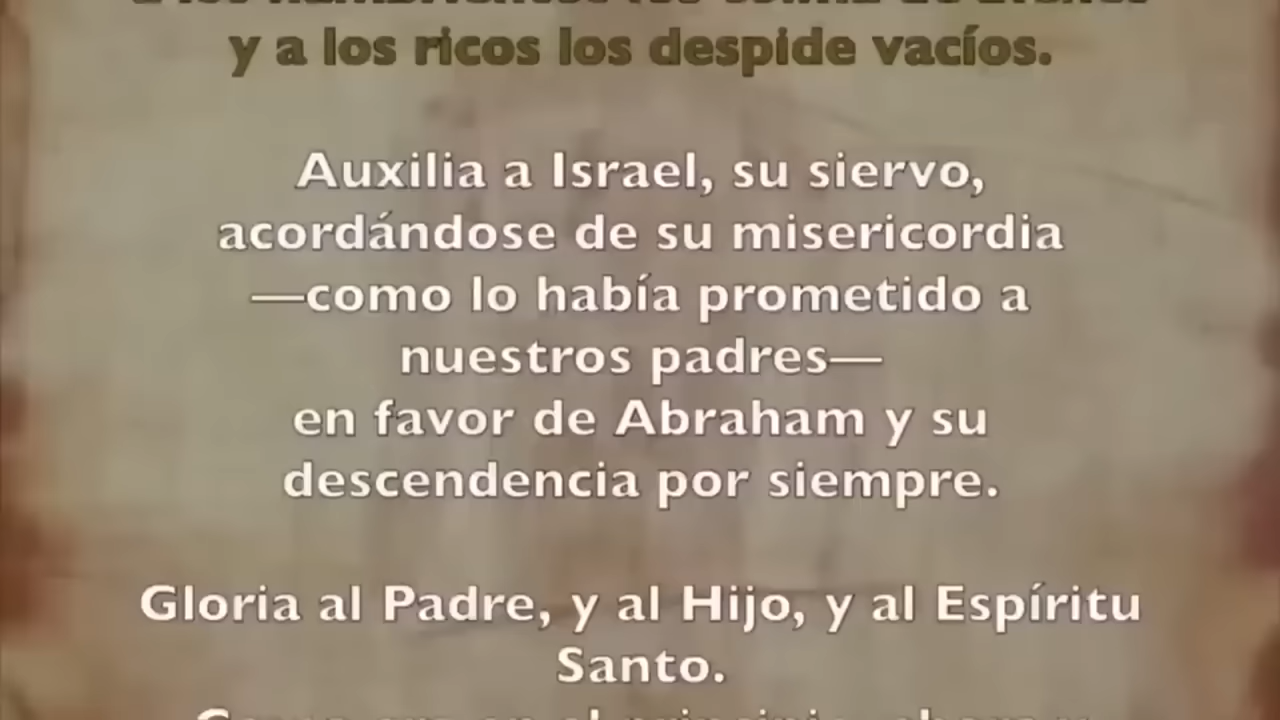 y a los ricos los despide vacíos.
Auxilia a Israel, su siervo,
acordándose de su misericordia
—como lo había prometido a
nuestros padres—
en favor de Abraham y su
descendencia por siempre.
Gloria al Padre, y al Hijo, y al Espíritu
Santo.